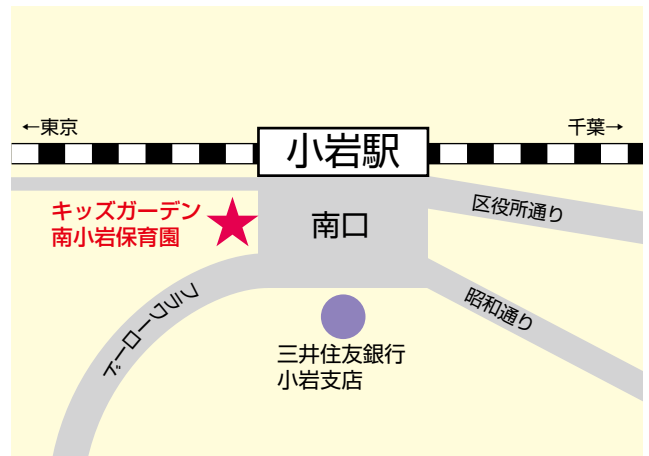 ←東京
千葉→
小岩駅
キッズガーデン
南小岩保育園
南口
区役所通り
フラワーロード
昭和通り
三井住友銀行
小岩支店